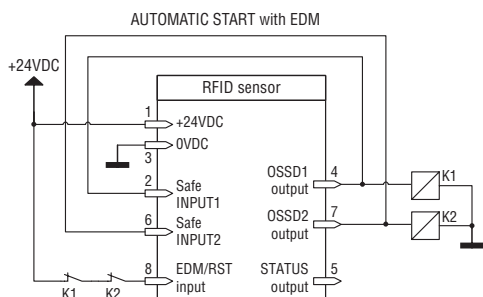 AUTOMATIC START with EDM
+24VDC
RFID sensor
1
+24VDC
0VDC
3
2
Safe
INPUT1
6
Safe
INPUT2
8
EDM/RST
input
K1
K2
OSSD1
output
4
K1
OSSD2
output
7
K2
STATUS
output
5